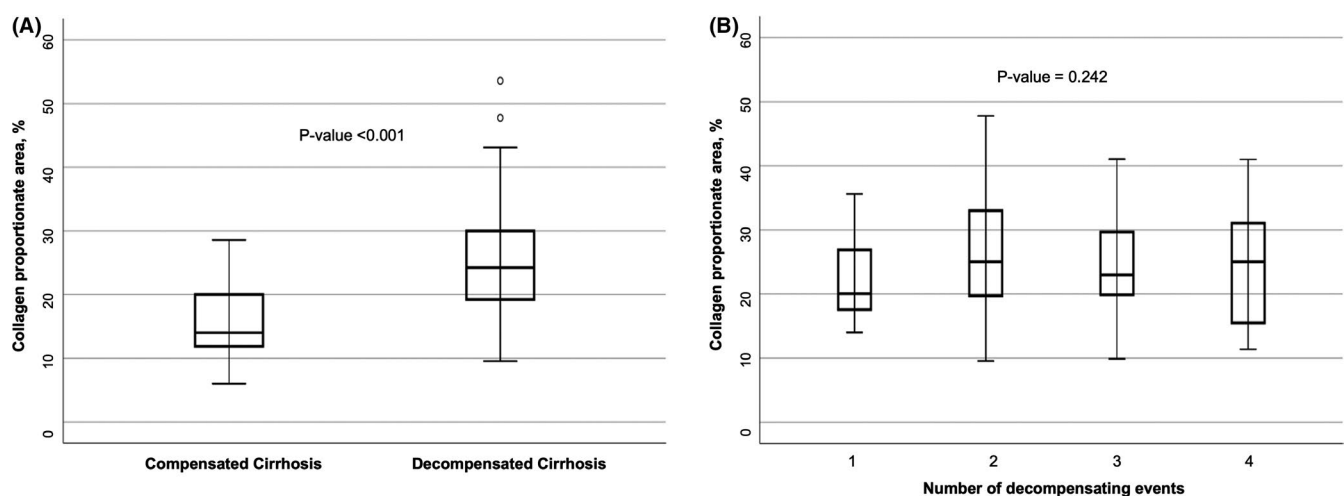 (A)
60
50
40
30
20
10
0
Collagen proportionate area, %
P-value <0.001
Compensated Cirrhosis
Decompensated Cirrhosis
(B)
60
50
40
30
20
10
0
Collagen proportionate area, %
P-value = 0.242
1
2
3
4
Number of decompensating events